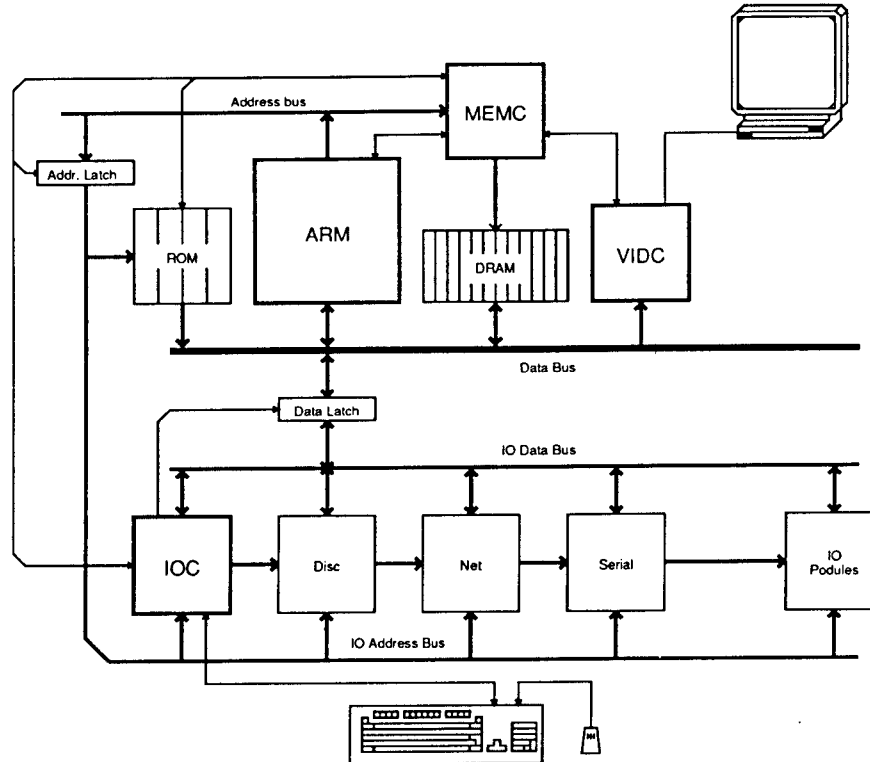 Address bus
MEMC
Addr. Latch
ROM
ARM
DRAM
VIDC
Data Bus
Data Latch
IO Data Bus
IOC
Disc
Net
Serial
IO
Podules
IO Address Bus